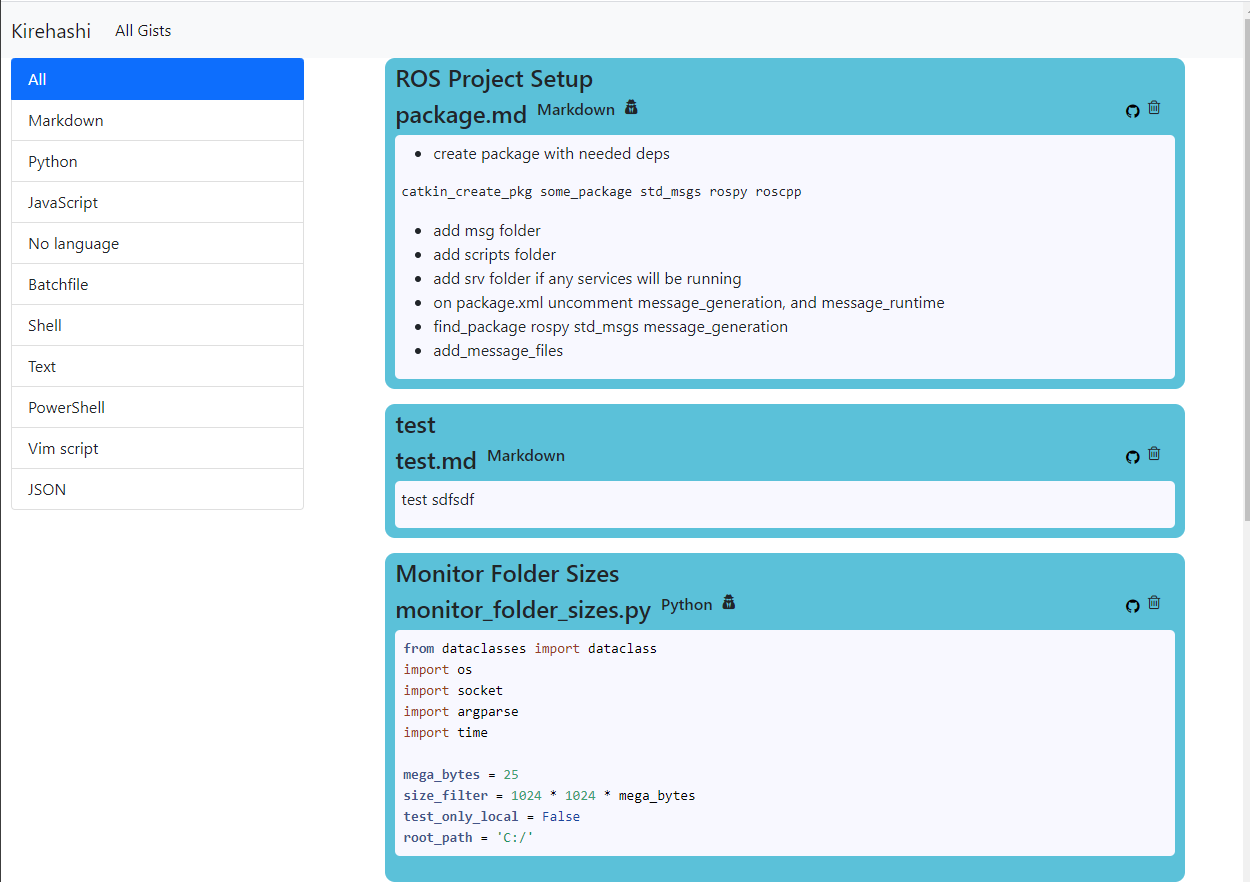 Kirehashi All Gists
All
Markdown
Python
JavaScript
No language
Batchfile
Shell
Text
PowerShell
Vim script
JSON
ROS Project Setup
package.md Markdown
• create package with needed deps
catkin_create_pkg some_package std_msgs rospy roscpp
• add msg folder
• add scripts folder
• add srv folder if any services will be running
• on package.xml uncomment message_generation, and message_runtime
• find_package rospy std_msgs message_generation
• add_message_files
test
test.md Markdown
test sdfsdf
Monitor Folder Sizes
monitor_folder_sizes.py Python
from dataclasses import dataclass
import os
import socket
import argparse
import time
mega_bytes = 25
size_filter = 1024 * 1024 * mega_bytes
test_only_local = False
root_path = 'C:/'